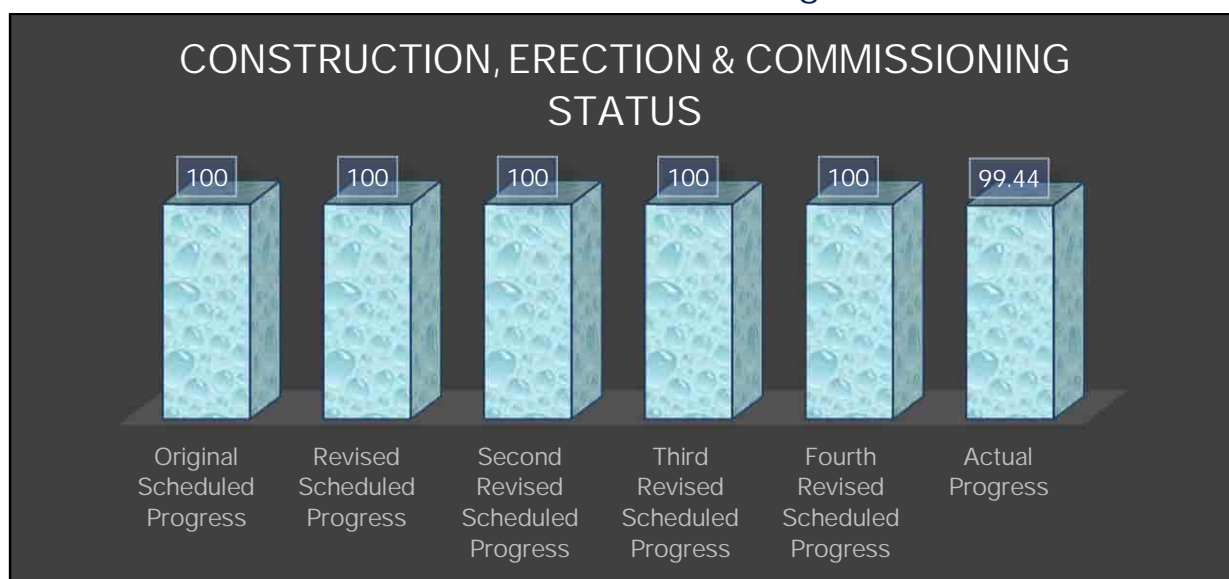 CONSTRUCTION, ERECTION & COMMISSIONING
STATUS
100 100 100 100 100 99.44
Original Scheduled Progress
Revised Scheduled Progress
Second Revised Scheduled Progress
Third Revised Scheduled Progress
Fourth Revised Scheduled Progress
Actual Progress